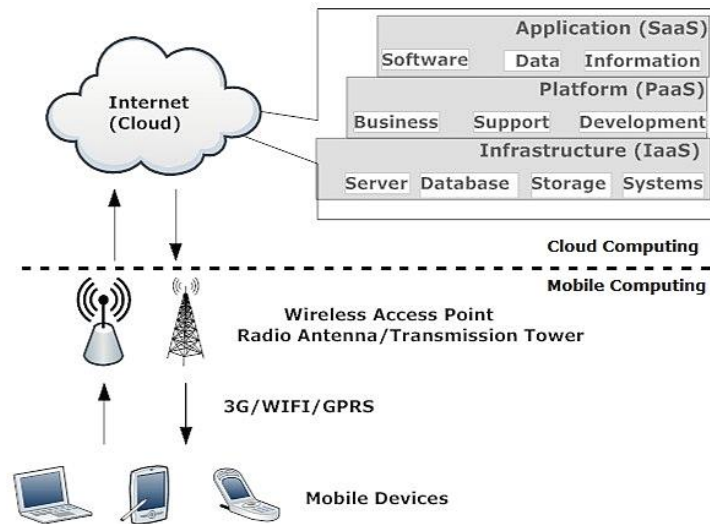 Application (SaaS)
Software Data Information
Platform (PaaS)
Business Support Development
Infrastructure (IaaS)
Server Database Storage Systems
Internet
(Cloud)
Cloud Computing
Mobile Computing
Wireless Access Point
Radio Antenna/Transmission Tower
3G/WIFI/GPRS
Mobile Devices